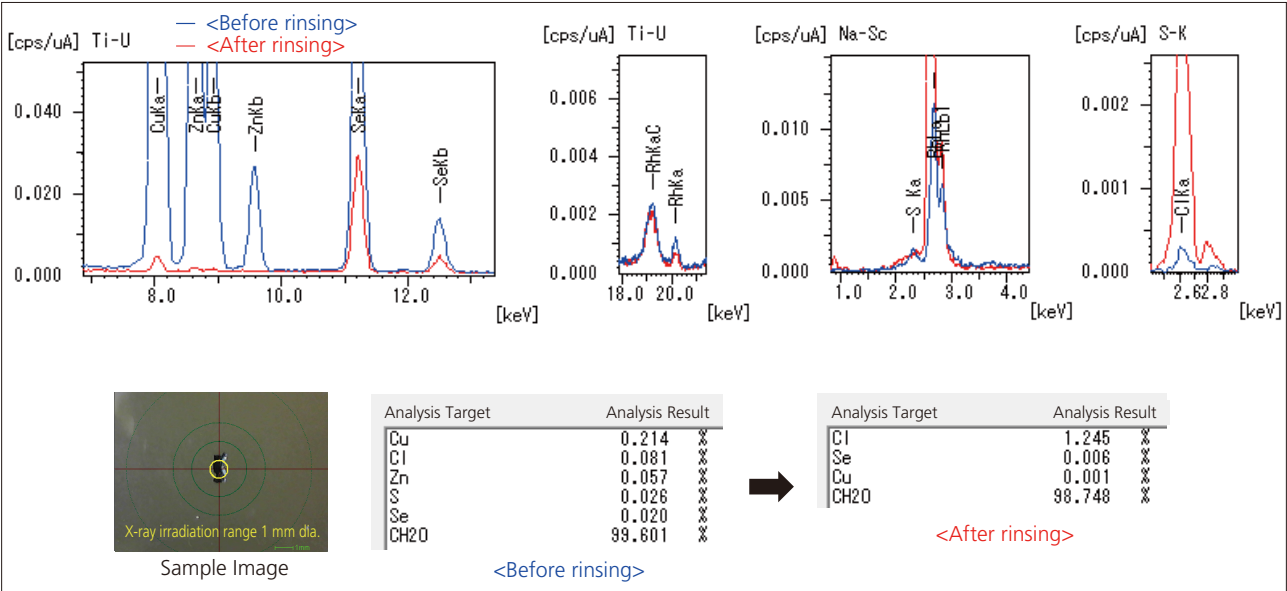 <Before rinsing>
<After rinsing>
[cps/uA] Ti-U
0.040
0.020
0.000
CuKa
ZnKa
CuKb
ZnKb
SeKa
SeKb
8.0 10.0 12.0
[keV]
[cps/uA] Ti-U
0.006
0.004
0.002
0.000
RhKaC
RhKa
18.0 20.0
[keV]
[cps/uA] Na-Sc
0.010
0.005
0.000
S Ka
1.0 2.0 3.0 4.0
[keV]
[cps/uA] S-K
0.002
0.001
0.000
ClKa
2.6 2.8
[keV]
X-ray irradiation range 1 mm dia.
1mm
Sample Image
Analysis Target Analysis Result
Cu 0.214 %
Cl 0.081 %
Zn 0.057 %
S 0.026 %
Se 0.020 %
CH2O 99.601 %
<Before rinsing>
Analysis Target Analysis Result
Cl 1.245 %
Se 0.006 %
Cu 0.001 %
CH2O 98.748 %
<After rinsing>